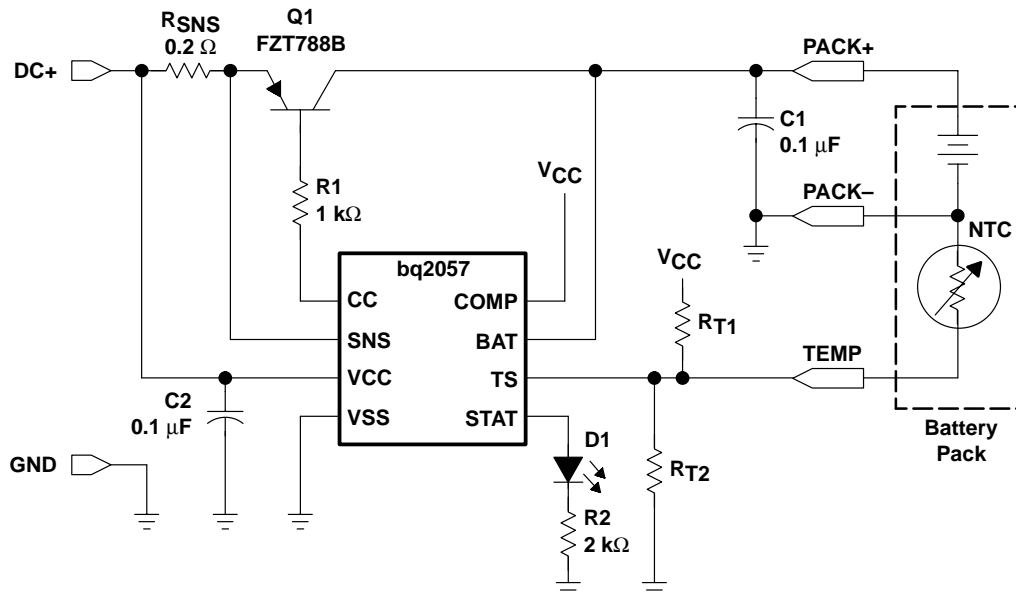 RSNS
0.2 Ω
Q1
FZT788B
DC+
PACK+
C1
0.1 μF
VCC
R1
1 kΩ
PACK–
NTC
bq2057
VCC
CC
COMP
RT1
SNS
BAT
TEMP
VCC
TS
C2
0.1 μF
VSS
STAT
Battery
Pack
D1
GND
RT2
R2
2 kΩ